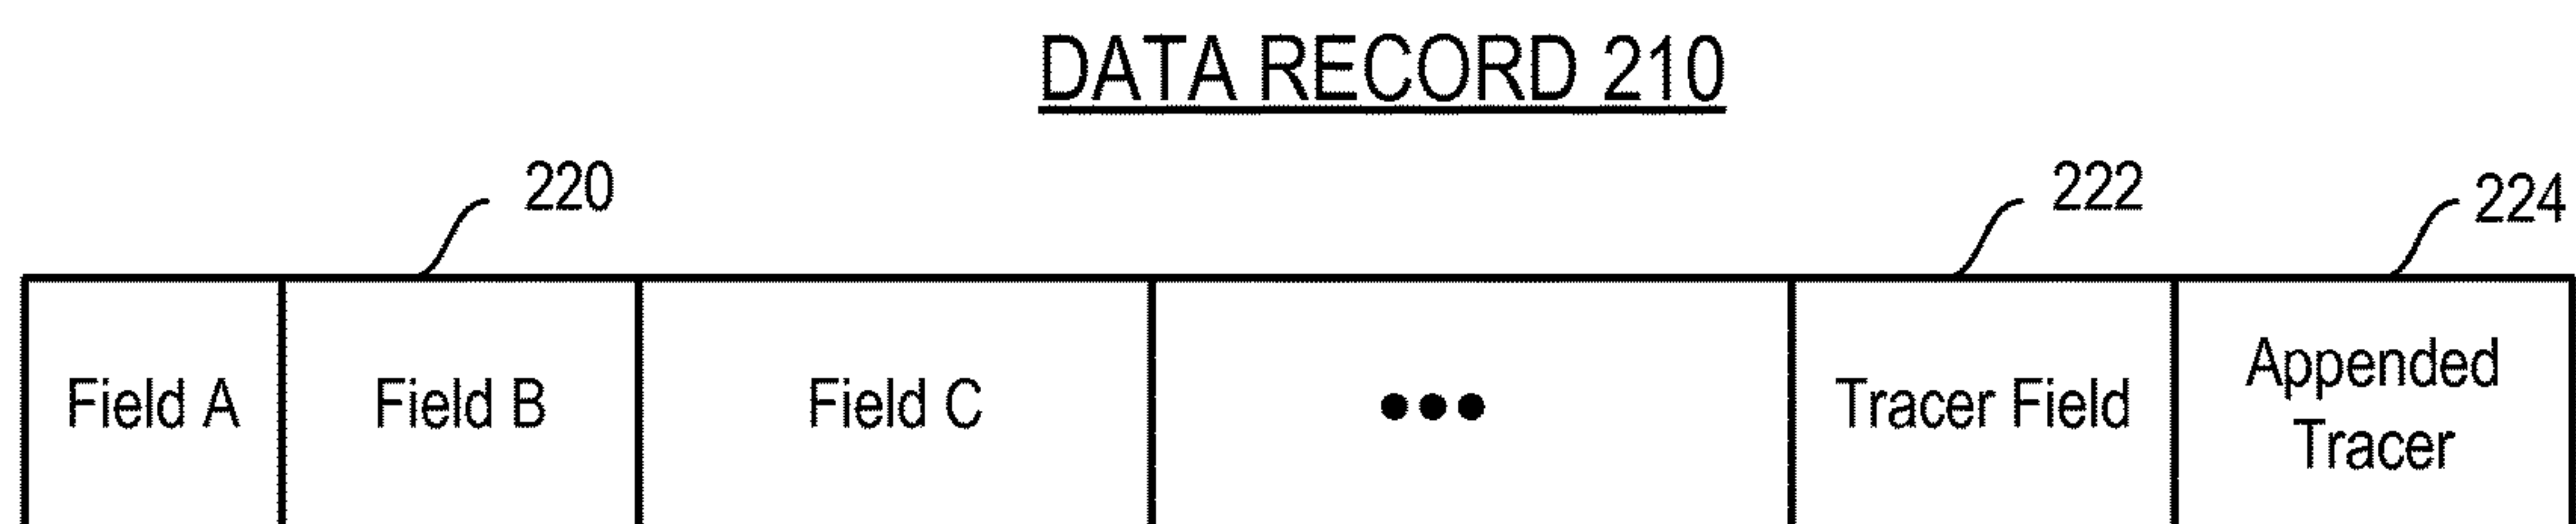 DATA RECORD 210
220
222
224
Field A
Field B
Field C
•••
Tracer Field
Appended
Tracer